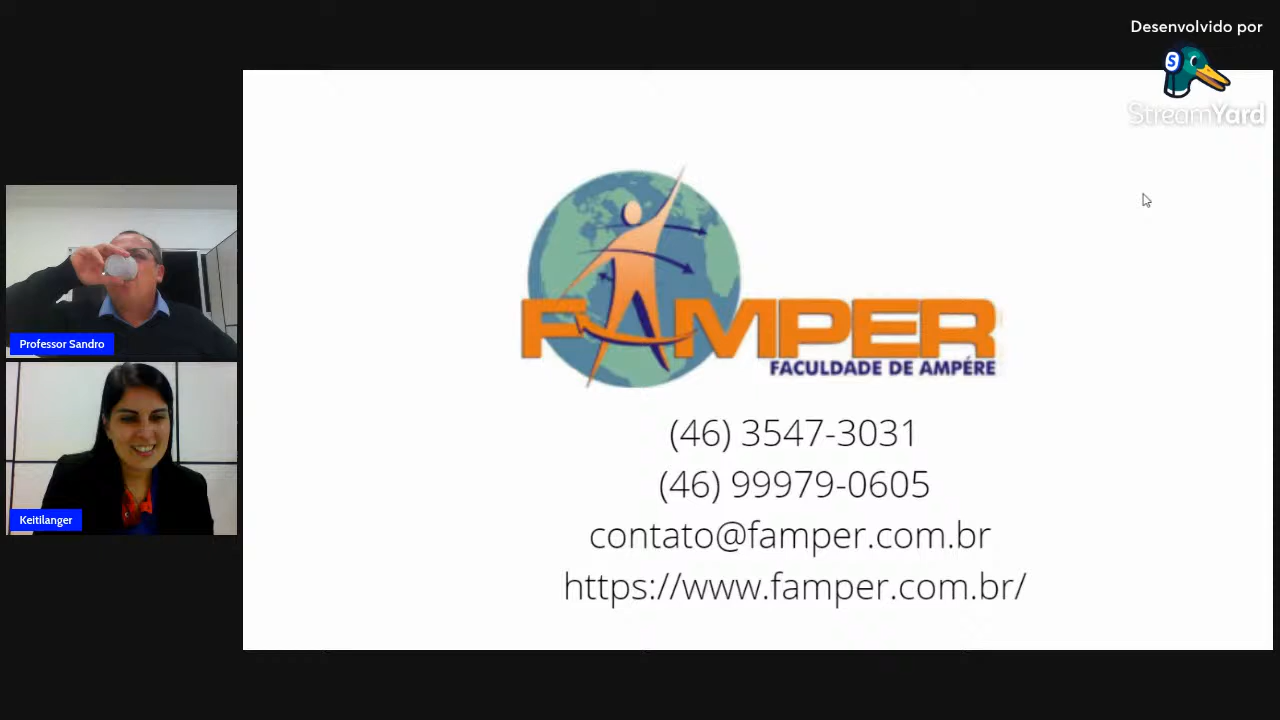 Desenvolvido por
S
StreamYard
FAMPER
FACULDADE DE AMPÉRE
(46) 3547-3031
(46) 99979-0605
contato@famper.com.br
https://www.famper.com.br/
Professor Sandro
Keitilanger